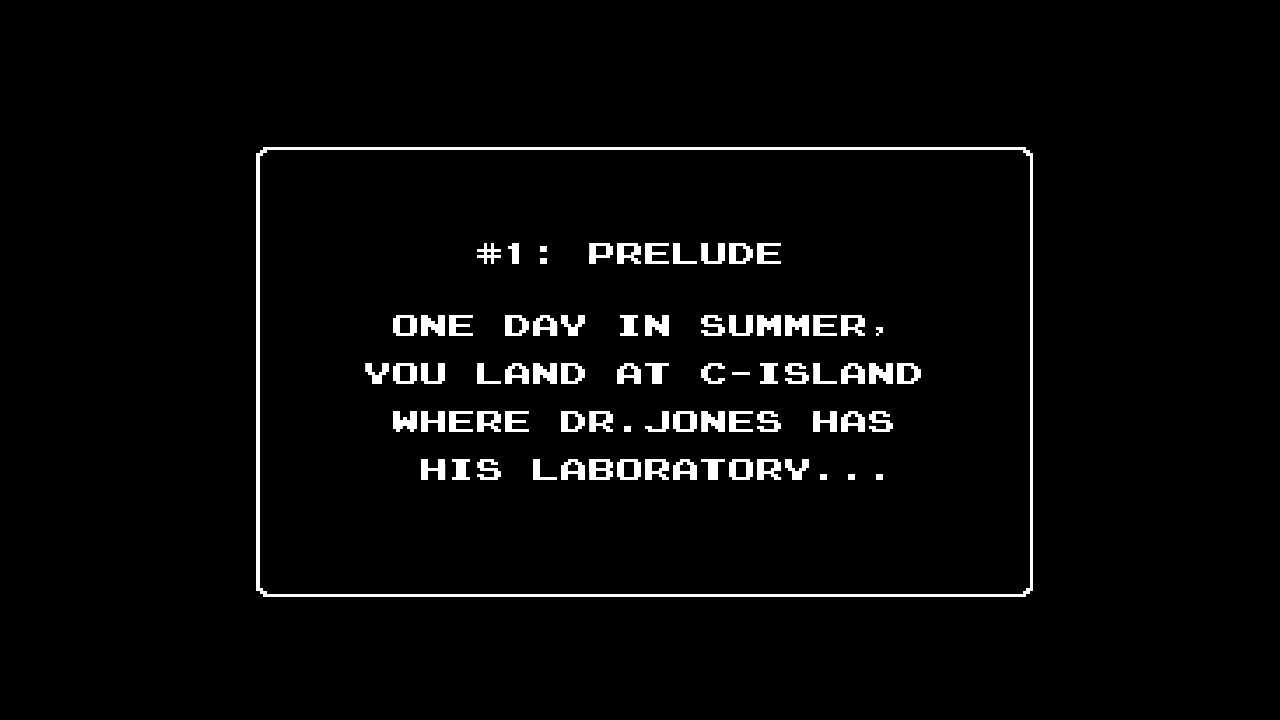 #1: PRELUDE
ONE DAY IN SUMMER,
YOU LAND AT C-ISLAND
WHERE DR.JONES HAS
HIS LABORATORY...